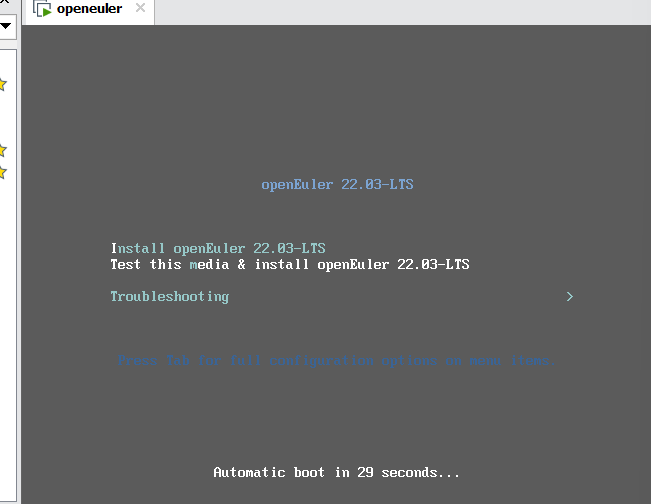 openeuler
openEuler 22.03-LTS
Install openEuler 22.03-LTS
Test this media & install openEuler 22.03-LTS
Troubleshooting >
Press Tab for full configuration options on menu items.
Automatic boot in 29 seconds...